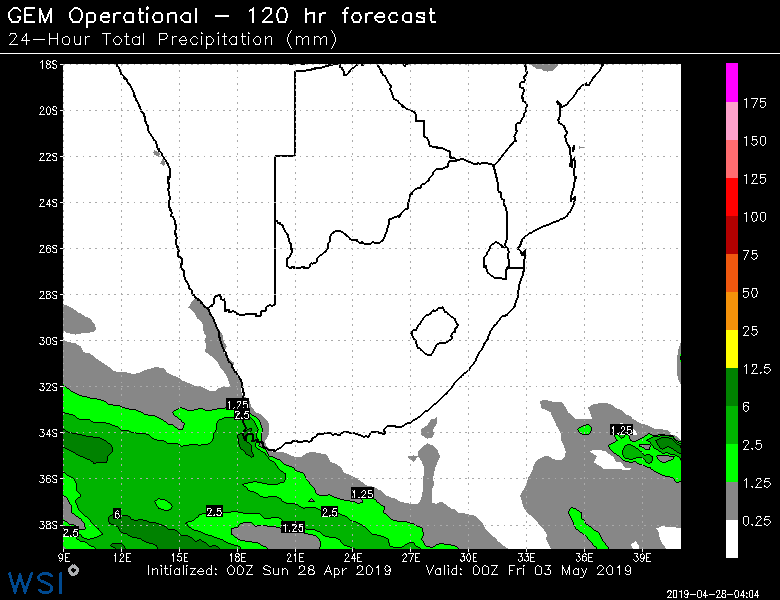 GEM Operational - 120 hr forecast
24-Hour Total Precipitation (mm)
18S
20S
22S
24S
26S
28S
30S
32S
34S
36S
38S
175
150
125
100
75
50
25
12.5
6
2.5
1.25
0.25
1.25
2.5
1.25
1.25
2.5
2.5
6
1.25
2.5
9E 12E 15E 18E 21E 24E 27E 30E 33E 36E 39E
Initialized: 00Z Sun 28 Apr 2019 Valid: 00Z Fri 03 May 2019
WSI
2019-04-28-04:04